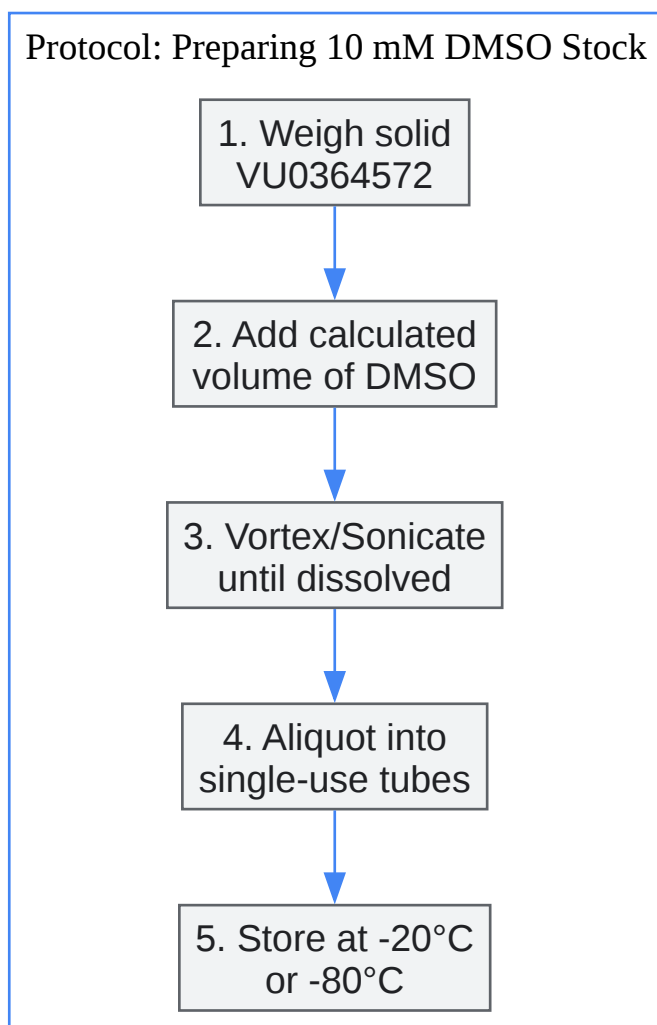 Protocol: Preparing 10 mM DMSO Stock
1. Weigh solid
VU0364572
2. Add calculated
volume of DMSO
3. Vortex/Sonicate
until dissolved
4. Aliquot into
single-use tubes
5. Store at -20°C
or -80°C